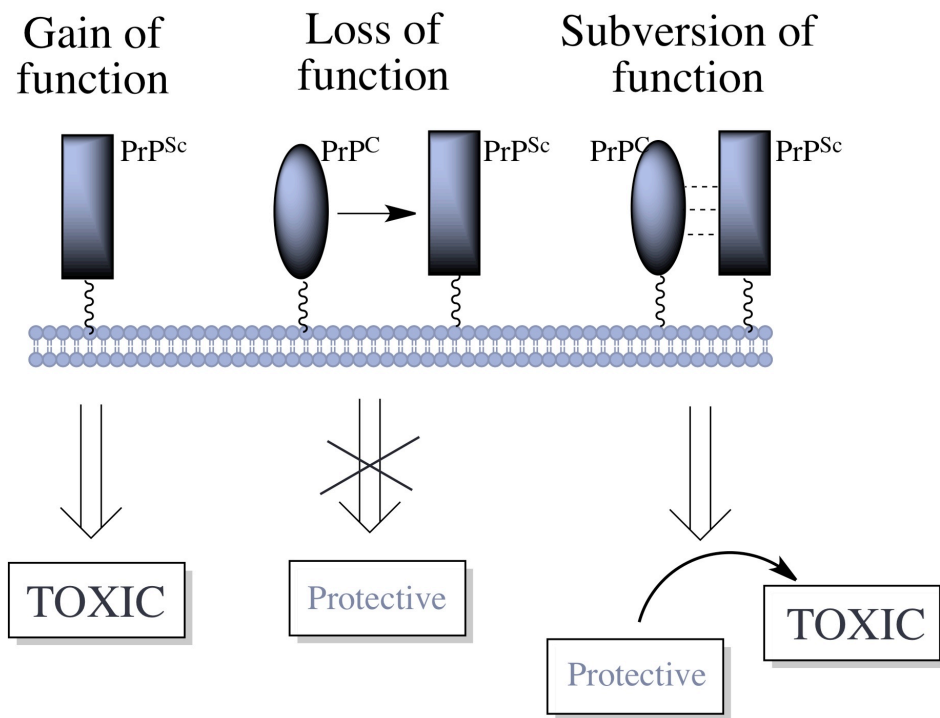 Gain of
function
Loss of
function
Subversion of
function
PrPSc
PrPC
PrPSc
PrPC
PrPSc
TOXIC
Protective
Protective
TOXIC